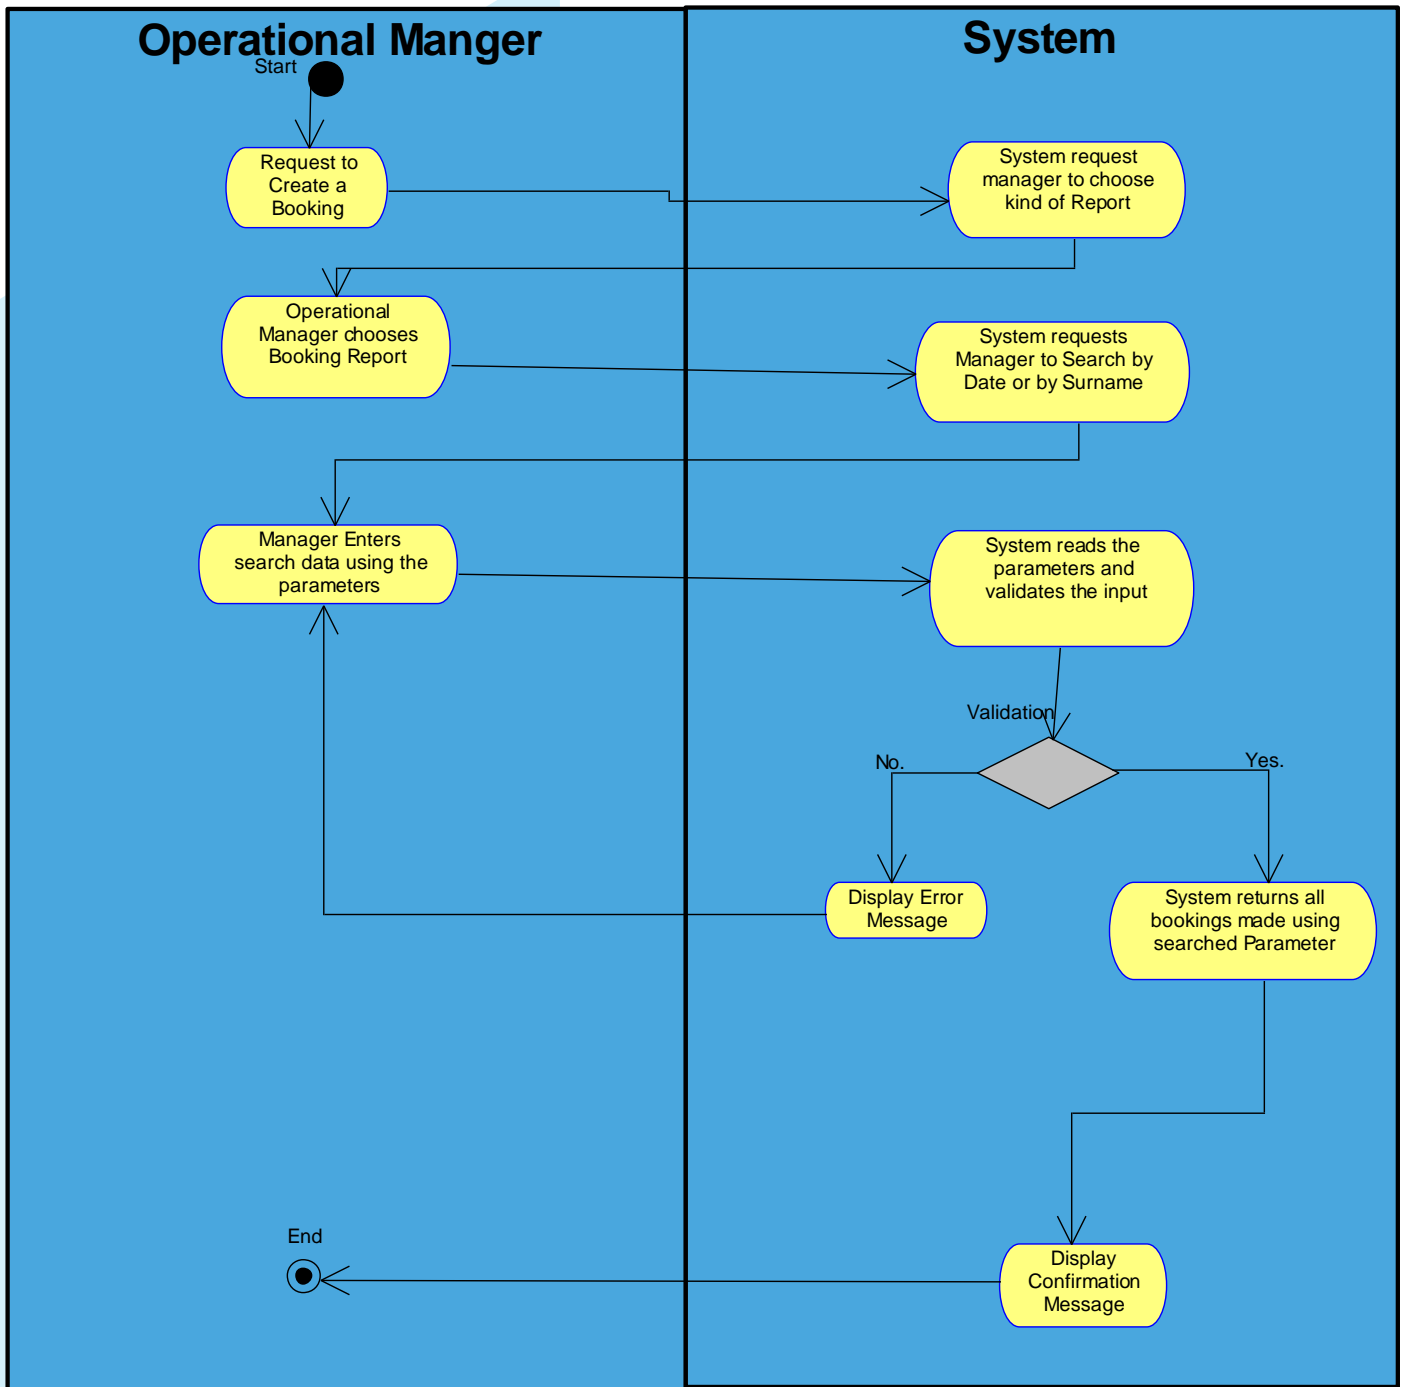 Operational Manger
System
Start
Request to
Create a
Booking
System request
manager to choose
kind of Report
Operational
Manager chooses
Booking Report
System requests
Manager to Search by
Date or by Surname
Manager Enters
search data using the
parameters
System reads the
parameters and
validates the input
Validation
No.
Yes.
Display Error
Message
System returns all
bookings made using
searched Parameter
End
Display
Confirmation
Message